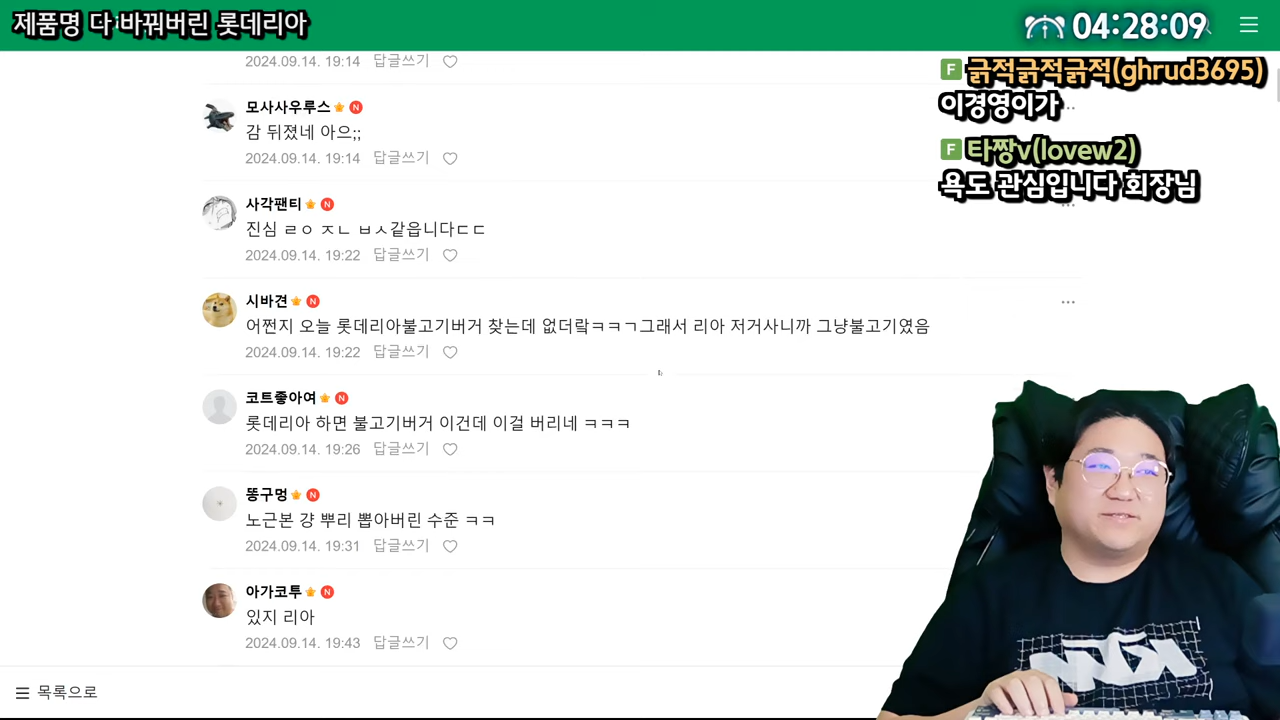 제품명 다 바꿔버린 롯데리아
04:28:09
2024.09.14. 19:14 답글쓰기
F 긁적긁적긁적(ghrud3695)
이경영이가
F 타짱v(lovew2)
욕도 관심입니다 회장님
모사사우루스 N
감 뒤졌네 아으;;
2024.09.14. 19:14 답글쓰기
사각팬티 N
진심 ㄹㅇ ㅈㄴ ㅂㅅ같읍니다ㄷㄷ
2024.09.14. 19:22 답글쓰기
시바견 N
어쩐지 오늘 롯데리아불고기버거 찾는데 없더랔ㅋㅋㄱ그래서 리아 저거사니까 그냥불고기였음
2024.09.14. 19:22 답글쓰기
코트좋아여 N
롯데리아 하면 불고기버거 이건데 이걸 버리네 ㅋㅋㅋ
2024.09.14. 19:26 답글쓰기
똥구멍 N
노근본 걍 뿌리 뽑아버린 수준 ㅋㅋ
2024.09.14. 19:31 답글쓰기
아가코투 N
있지 리아
2024.09.14. 19:43 답글쓰기
목록으로